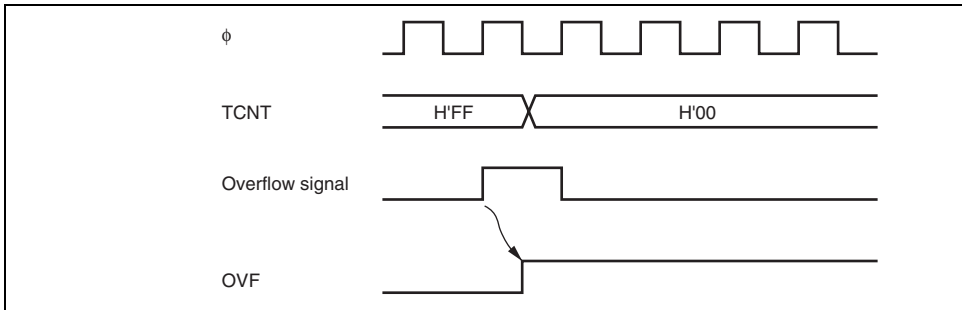 ϕ
TCNT
H'FF
H'00
Overflow signal
OVF